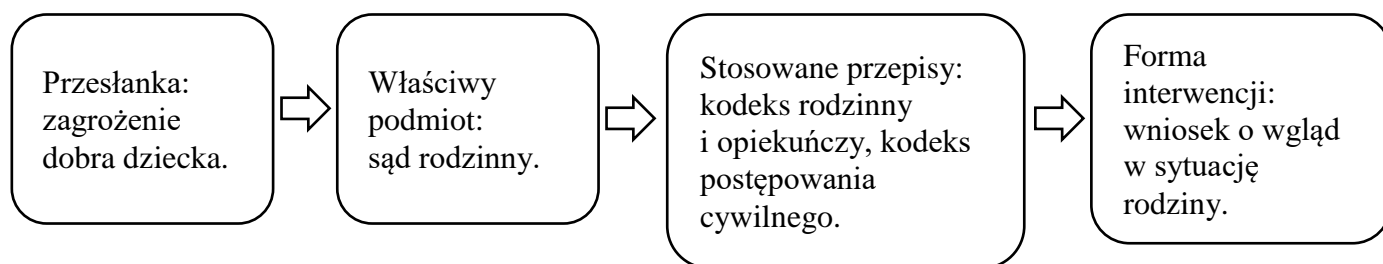 Przesłanka:
zagrożenie
dobra dziecka.
Właściwy
podmiot:
sąd rodzinny.
Stosowane przepisy:
kodeks rodzinny
i opiekuńczy, kodeks
postępowania
cywilnego.
Forma
interwencji:
wniosek o wgląd
w sytuację
rodziny.